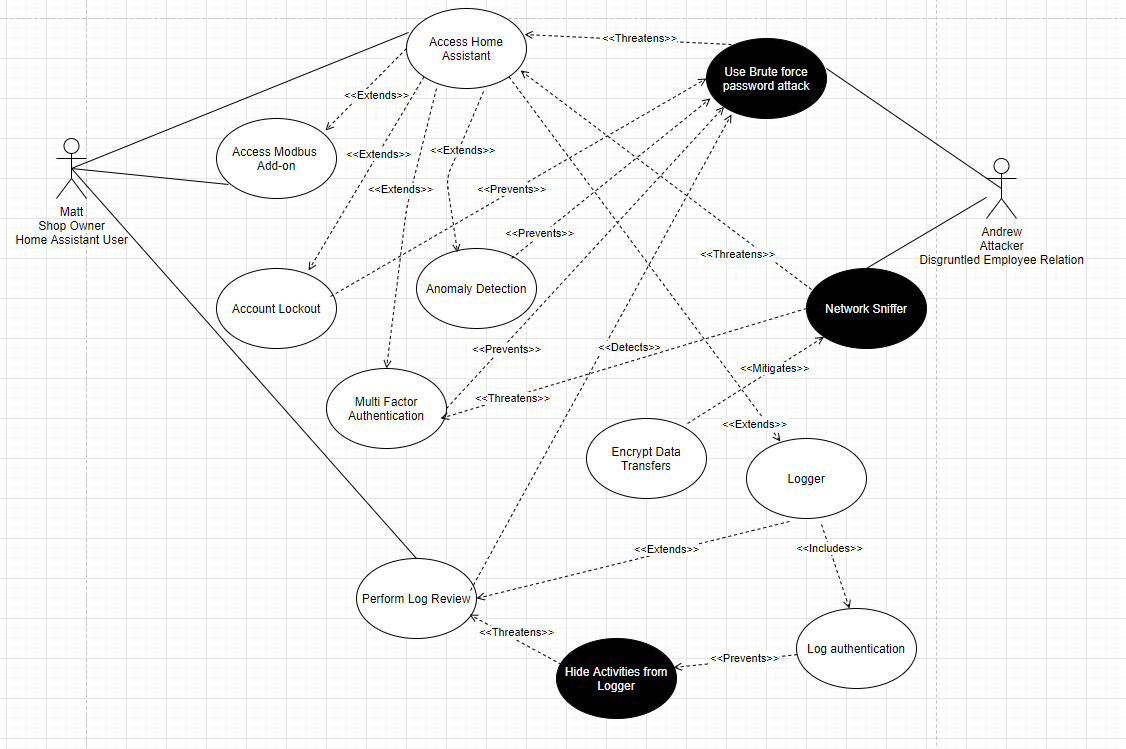 Access Home
Assistant
<<Threatens>>
Use Brute force
password attack
<<Extends>>
Access Modbus
Add-on
<<Extends>>
<<Extends>>
<<Extends>>
<<Prevents>>
Matt
Shop Owner
Home Assistant User
<<Prevents>>
Andrew
Attacker
Disgruntled Employee Relation
<<Threatens>>
Account Lockout
Anomaly Detection
Network Sniffer
<<Prevents>>
<<Detects>>
<<Mitigates>>
Multi Factor
Authentication
<<Threatens>>
<<Extends>>
Encrypt Data
Transfers
Logger
<<Extends>>
<<Includes>>
Perform Log Review
<<Threatens>>
Log authentication
<<Prevents>>
Hide Activities from
Logger